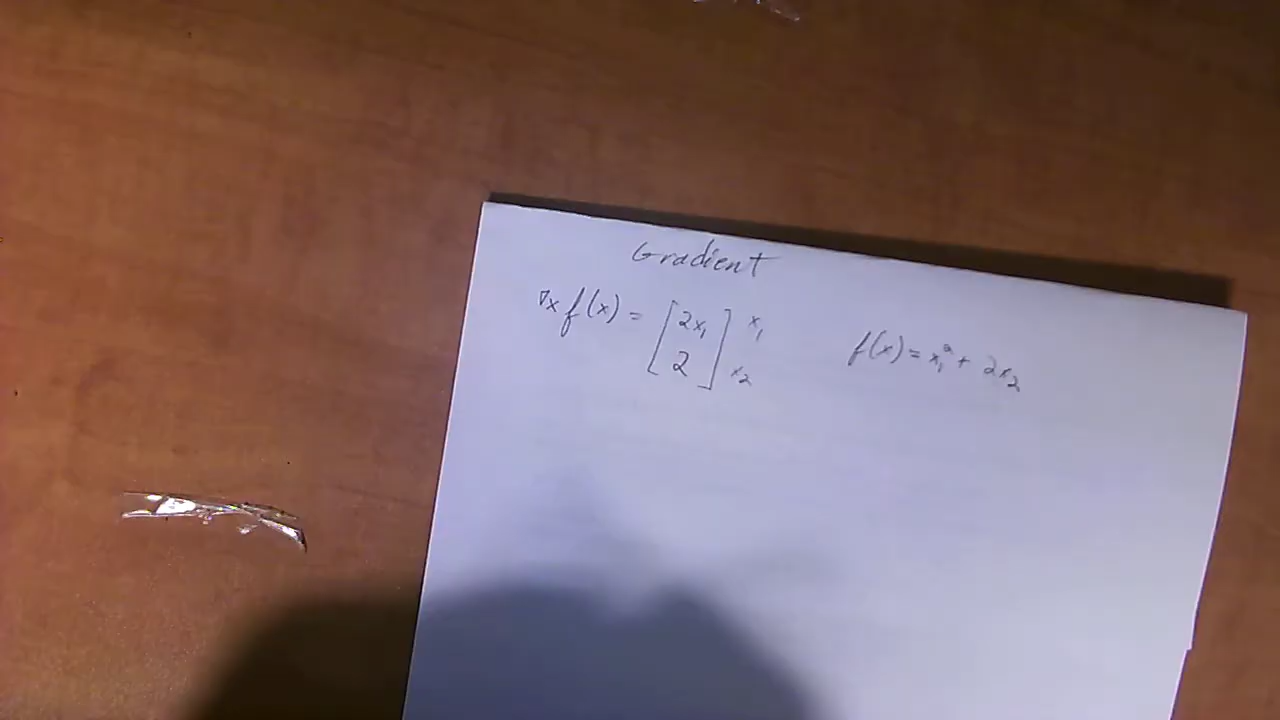 Gradient
∇x f(x) = [2x₁ 2] x₁ x₂
f(x) = x₁² + 2x₂